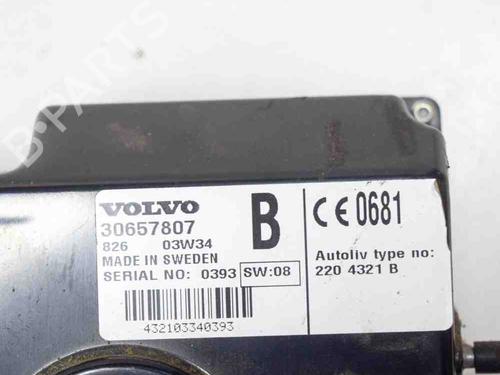 B-PARTS
VOLVO
30657807
826 03W34
MADE IN SWEDEN
SERIAL NO: 0393 SW:08
B
CE 0681
Autoliv type no:
220 4321 B
432103340393